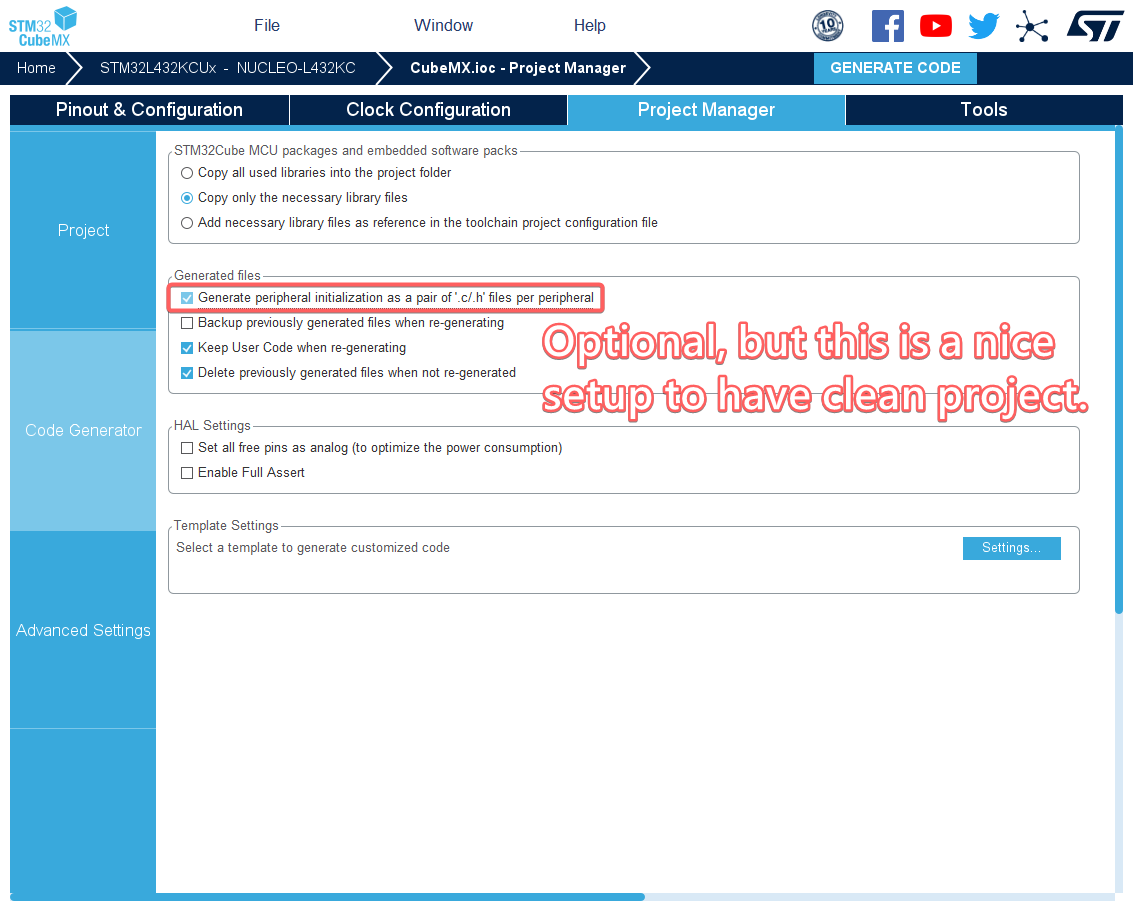 STM32
CubeMX
File
Window
Help
10
Home
STM32L432KCUx - NUCLEO-L432KC
CubeMX.ioc - Project Manager
GENERATE CODE
Pinout & Configuration
Clock Configuration
Project Manager
Tools
Project
Code Generator
Advanced Settings
STM32Cube MCU packages and embedded software packs
Copy all used libraries into the project folder
Copy only the necessary library files
Add necessary library files as reference in the toolchain project configuration file
Generated files
Generate peripheral initialization as a pair of '.c/.h' files per peripheral
Backup previously generated files when re-generating
Keep User Code when re-generating
Delete previously generated files when not re-generated
Optional, but this is a nice
setup to have clean project.
HAL Settings
Set all free pins as analog (to optimize the power consumption)
Enable Full Assert
Template Settings
Select a template to generate customized code
Settings...